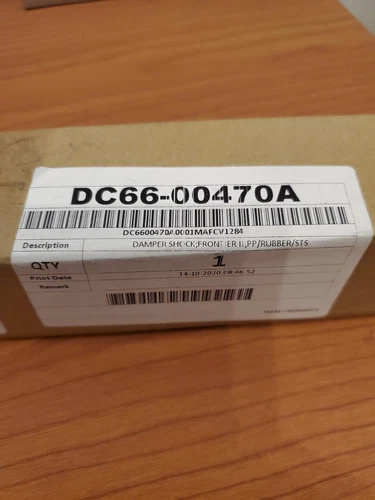 DC66-00470A
DC6600470A0001MAFCV1284
Description DAMPER SHOCK;FRONTIER II,PP/RUBBER/STS
QTY 1
Print Date 14-10-2020 08:46:52
Remark